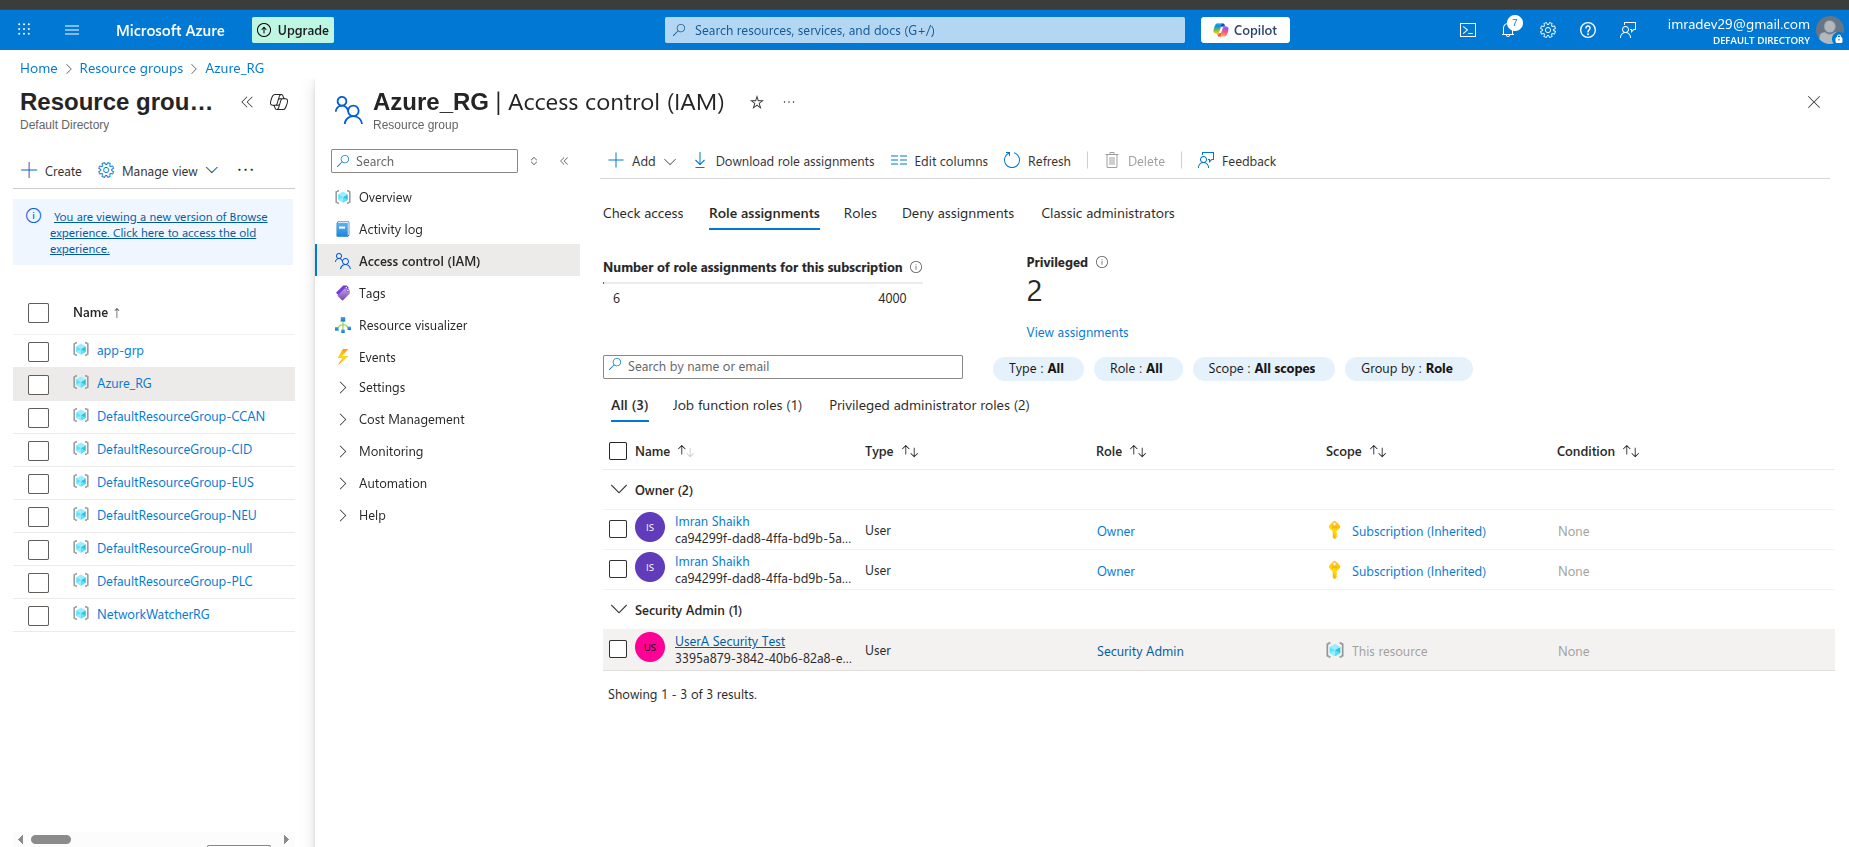 Microsoft Azure
Upgrade
Search resources, services, and docs (G+/)
Copilot
7
imradev29@gmail.com
DEFAULT DIRECTORY
Home > Resource groups > Azure_RG
Resource grou...
Default Directory
Create
Manage view
You are viewing a new version of Browse
experience. Click here to access the old
experience.
Name ↑
app-grp
Azure_RG
DefaultResourceGroup-CCAN
DefaultResourceGroup-CID
DefaultResourceGroup-EUS
DefaultResourceGroup-NEU
DefaultResourceGroup-null
DefaultResourceGroup-PLC
NetworkWatcherRG
Azure_RG | Access control (IAM)
Resource group
Search
Overview
Activity log
Access control (IAM)
Tags
Resource visualizer
Events
Settings
Cost Management
Monitoring
Automation
Help
Add
Download role assignments
Edit columns
Refresh
Delete
Feedback
Check access
Role assignments
Roles
Deny assignments
Classic administrators
Number of role assignments for this subscription
6 4000
Privileged
2
View assignments
Search by name or email
Type : All
Role : All
Scope : All scopes
Group by : Role
All (3)
Job function roles (1)
Privileged administrator roles (2)
Name ↑↓ Type ↑↓ Role ↑↓ Scope ↑↓ Condition ↑↓
Owner (2)
IS Imran Shaikh
ca94299f-dad8-4ffa-bd9b-5a... User Owner Subscription (Inherited) None
IS Imran Shaikh
ca94299f-dad8-4ffa-bd9b-5a... User Owner Subscription (Inherited) None
Security Admin (1)
US UserA Security Test
3395a879-3842-40b6-82a8-e... User Security Admin This resource None
Showing 1 - 3 of 3 results.